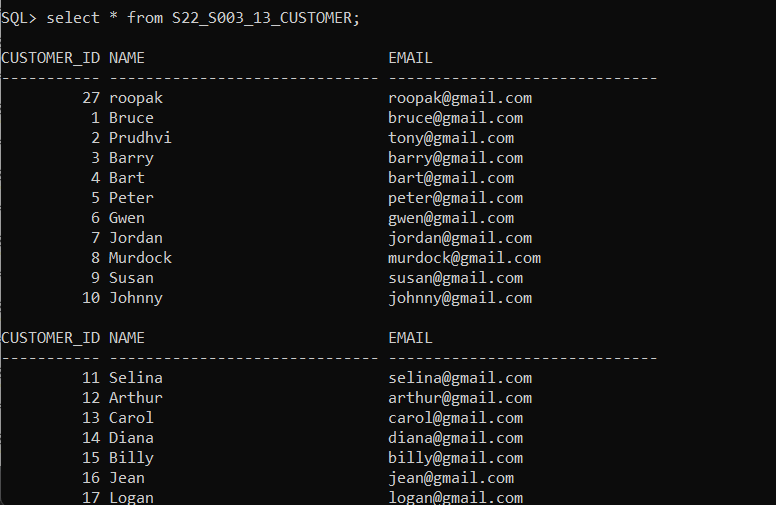 SQL> select * from S22_S003_13_CUSTOMER;
CUSTOMER_ID NAME                           EMAIL
----------- ------------------------------ ------------------------------
         27 roopak                         roopak@gmail.com
          1 Bruce                          bruce@gmail.com
          2 Prudhvi                        tony@gmail.com
          3 Barry                          barry@gmail.com
          4 Bart                           bart@gmail.com
          5 Peter                          peter@gmail.com
          6 Gwen                           gwen@gmail.com
          7 Jordan                         jordan@gmail.com
          8 Murdock                        murdock@gmail.com
          9 Susan                          susan@gmail.com
         10 Johnny                         johnny@gmail.com
CUSTOMER_ID NAME                           EMAIL
----------- ------------------------------ ------------------------------
         11 Selina                         selina@gmail.com
         12 Arthur                         arthur@gmail.com
         13 Carol                          carol@gmail.com
         14 Diana                          diana@gmail.com
         15 Billy                          billy@gmail.com
         16 Jean                           jean@gmail.com
         17 Logan                          logan@gmail.com